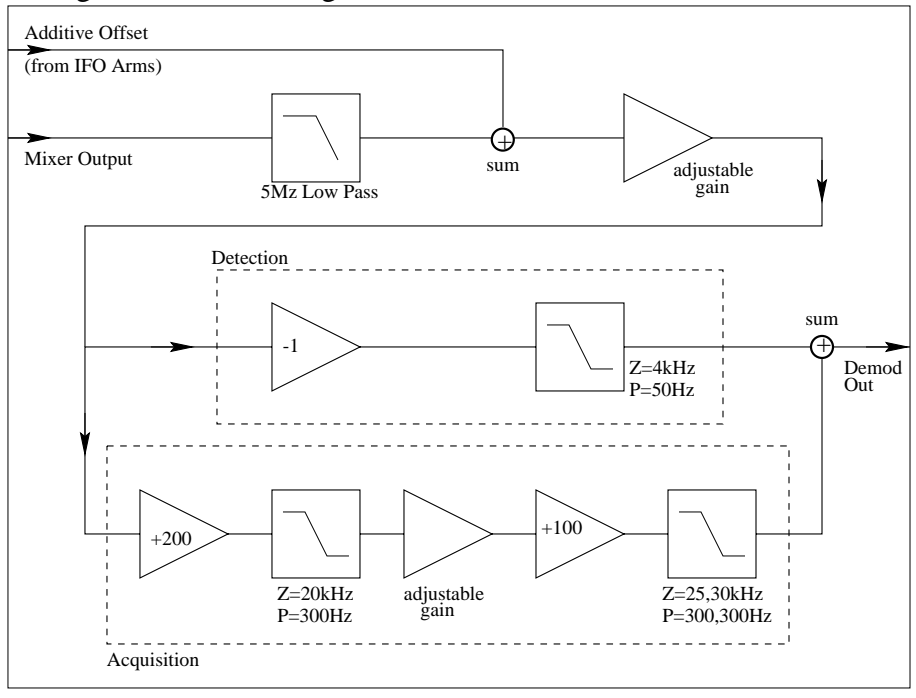 Additive Offset
(from IFO Arms)
Mixer Output
5Mz Low Pass
+
sum
adjustable
gain
Detection
-1
Z=4kHz
P=50Hz
sum
+
Demod
Out
+200
Z=20kHz
P=300Hz
adjustable
gain
+100
Z=25,30kHz
P=300,300Hz
Acquisition